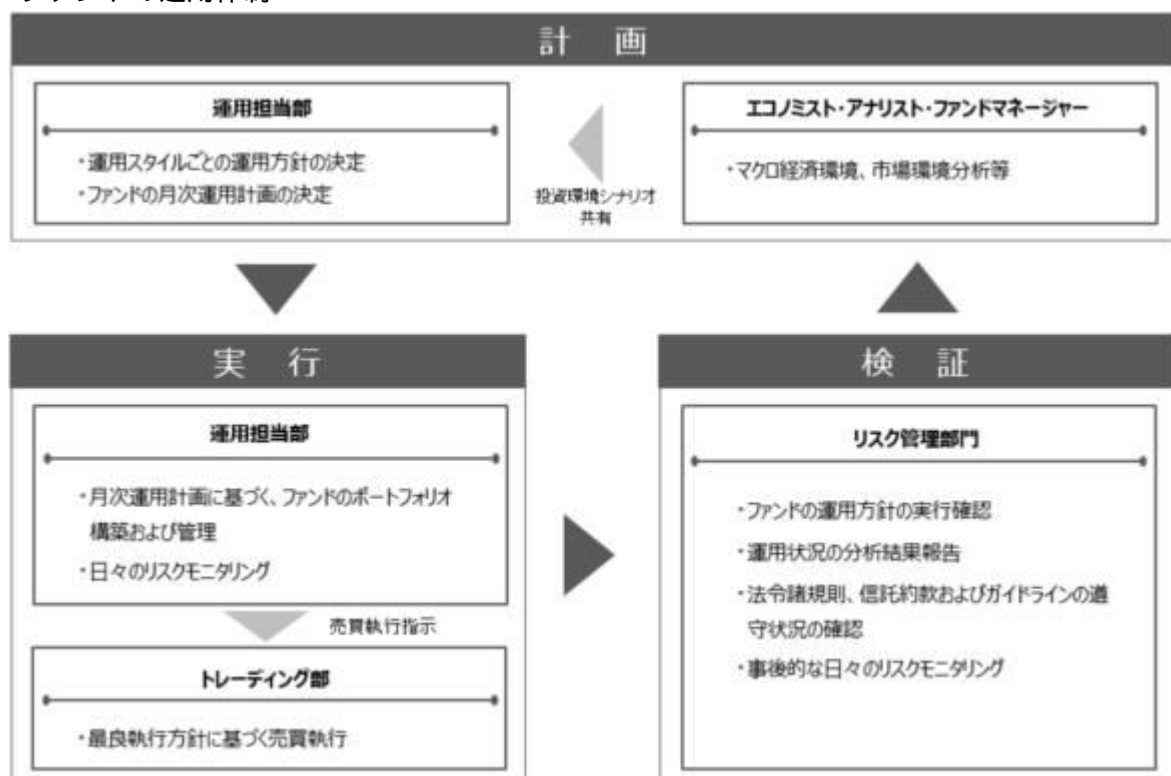 計 画
運用担当部
・運用スタイルごとの運用方針の決定
・ファンドの月次運用計画の決定
投資環境シナリオ
共有
エコノミスト・アナリスト・ファンドマネージャー
・マクロ経済環境、市場環境分析等
実 行
運用担当部
・月次運用計画に基づく、ファンドのポートフォリオ
構築および管理
・日々のリスクモニタリング
売買執行指示
トレーディング部
・最良執行方針に基づく売買執行
検 証
リスク管理部門
・ファンドの運用方針の実行確認
・運用状況の分析結果報告
・法令諸規則、信託約款およびガイドラインの遵
守状況の確認
・事後的な日々のリスクモニタリング